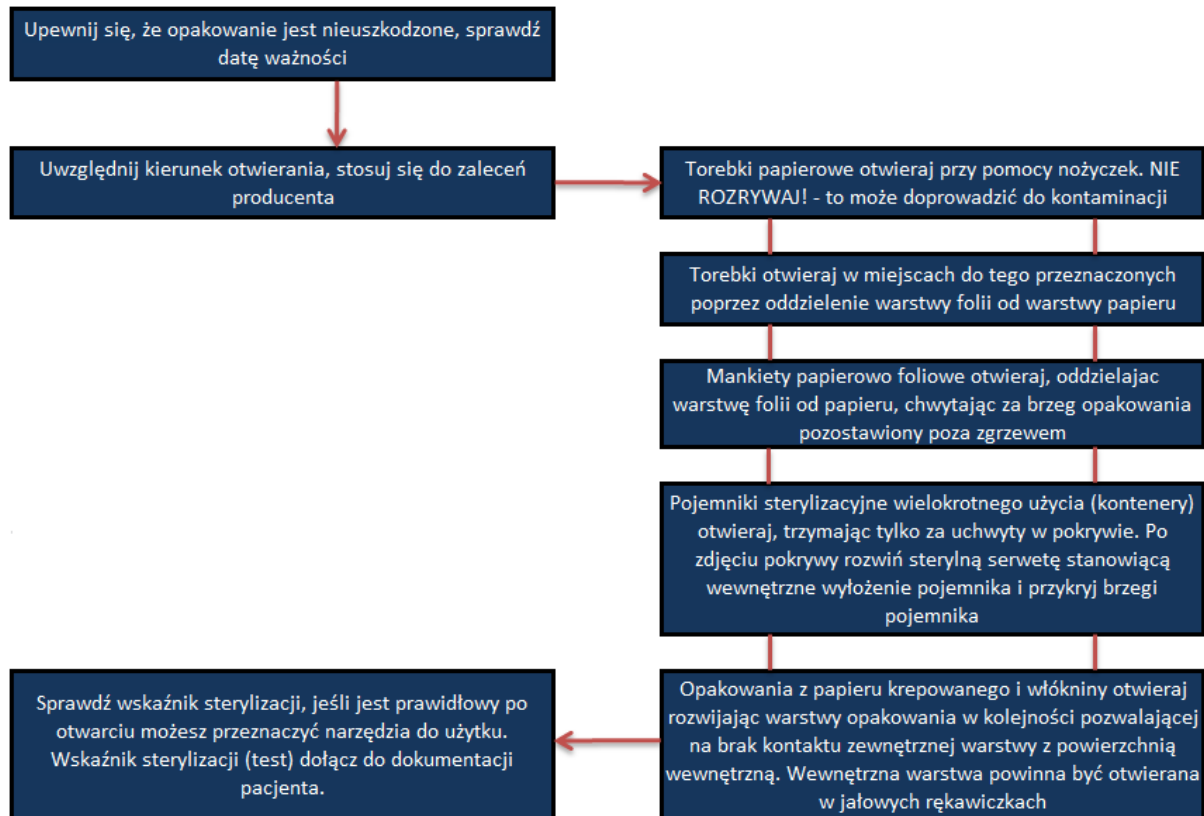 Upewnij się, że opakowanie jest nieuszkodzone, sprawdź
datę ważności
Uwzględnij kierunek otwierania, stosuj się do zaleceń
producenta
Torebki papierowe otwieraj przy pomocy nożyczek. NIE
ROZRYWAJ! - to może doprowadzić do kontaminacji
Torebki otwieraj w miejscach do tego przeznaczonych
poprzez oddzielenie warstwy folii od warstwy papieru
Mankiety papierowo foliowe otwieraj, oddzielajac
warstwę folii od papieru, chwytając za brzeg opakowania
pozostawiony poza zgrzewem
Pojemniki sterylizacyjne wielokrotnego użycia (kontenery)
otwieraj, trzymając tylko za uchwyty w pokrywie. Po
zdjęciu pokrywy rozwiń sterylną serwetę stanowiącą
wewnętrzne wyłożenie pojemnika i przykryj brzegi
pojemnika
Opakowania z papieru krepowanego i włókniny otwieraj
rozwijając warstwy opakowania w kolejności pozwalającej
na brak kontaktu zewnętrznej warstwy z powierzchnią
wewnętrzną. Wewnętrzna warstwa powinna być otwierana
w jałowych rękawiczkach
Sprawdź wskaźnik sterylizacji, jeśli jest prawidłowy po
otwarciu możesz przeznaczyć narzędzia do użytku.
Wskaźnik sterylizacji (test) dołącz do dokumentacji
pacjenta.